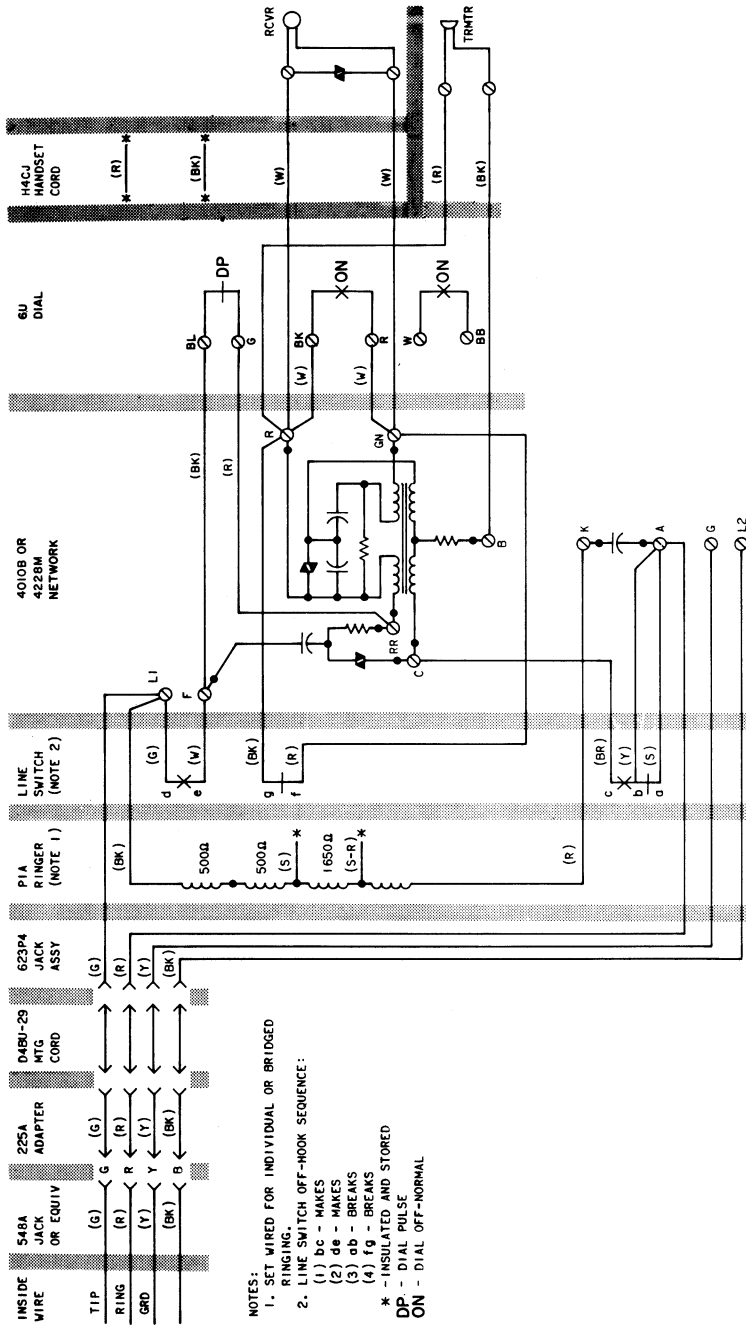 INSIDE
WIRE
548A
JACK
OR EQUIV
225A
ADAPTER
D4BU-29
MTG
CORD
623P4
JACK
ASSY
P1A
RINGER
(NOTE 1)
LINE
SWITCH
(NOTE 2)
4010B OR
4228M
NETWORK
6U
DIAL
H4CJ
HANDSET
CORD
TIP
RING
GRD
(G)
(R)
(Y)
(BK)
G
R
Y
B
(G)
(R)
(Y)
(BK)
(G)
(R)
(Y)
(BK)
(BK)
500Ω
500Ω
(S)
*
1650Ω
(S-R)
*
(R)
(G)
d
e
(W)
(BK)
g
f
(R)
(BR)
c
(Y)
b
(S)
a
L1
F
(BK)
(R)
RR
C
R
GN
B
K
A
G
L2
BL
DP
G
(W)
BK
ON
R
(W)
W
ON
BB
* (R) *
* (BK) *
(W)
(W)
(R)
(BK)
RCVR
TRMTR
NOTES:
1. SET WIRED FOR INDIVIDUAL OR BRIDGED
RINGING.
2. LINE SWITCH OFF-HOOK SEQUENCE:
(1) bc - MAKES
(2) de - MAKES
(3) ab - BREAKS
(4) fg - BREAKS
* - INSULATED AND STORED
DP - DIAL PULSE
ON - DIAL OFF-NORMAL